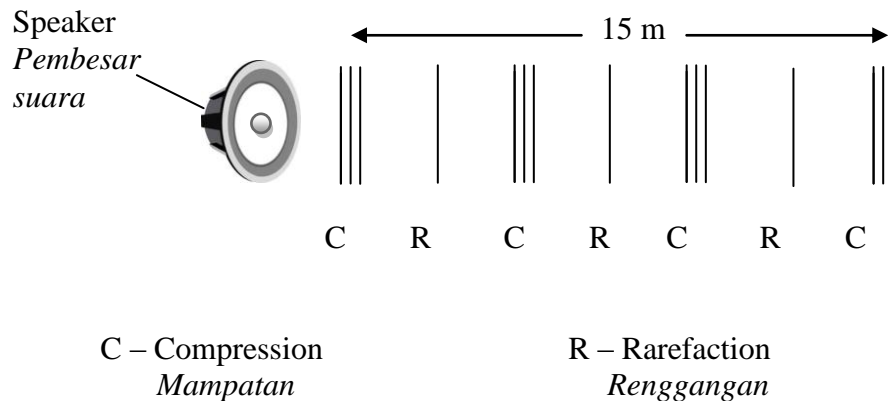 Speaker
Pembesar
suara
15 m
C R C R C R C
C – Compression
Mampatan
R – Rarefaction
Renggangan